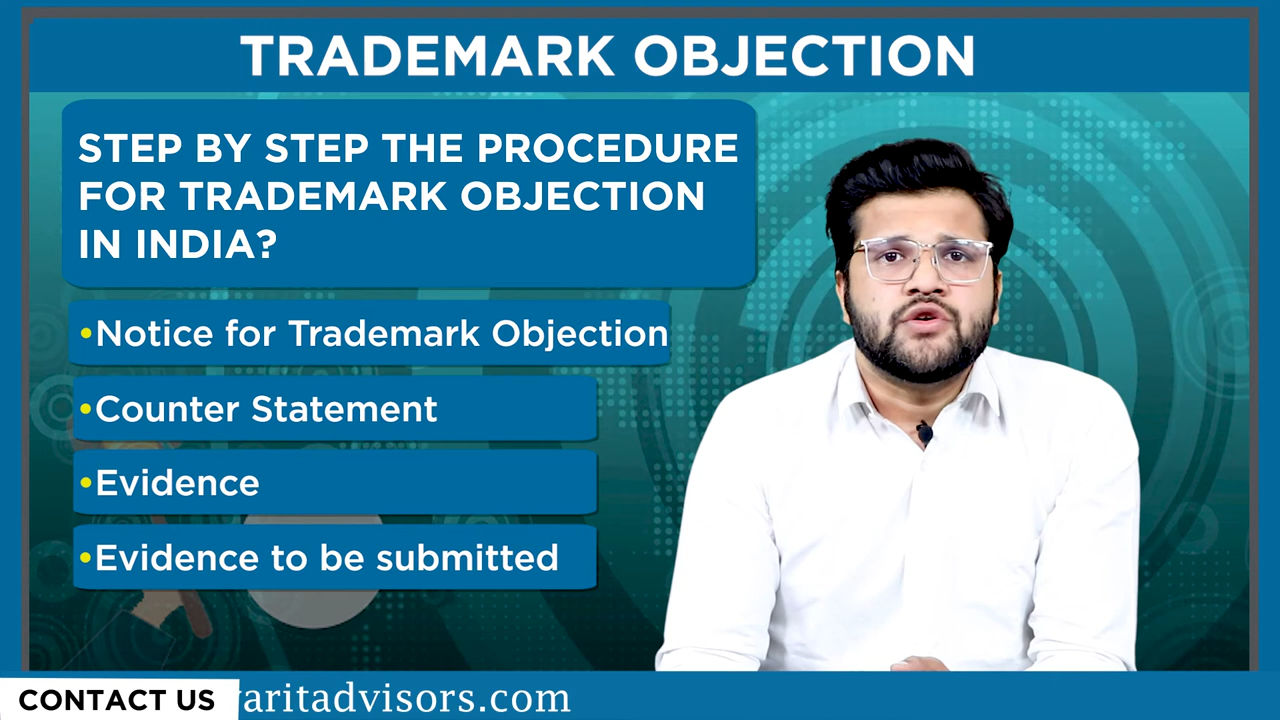 TRADEMARK OBJECTION
STEP BY STEP THE PROCEDURE
FOR TRADEMARK OBJECTION
IN INDIA?
•Notice for Trademark Objection
•Counter Statement
•Evidence
•Evidence to be submitted
CONTACT US
aritadvisors.com